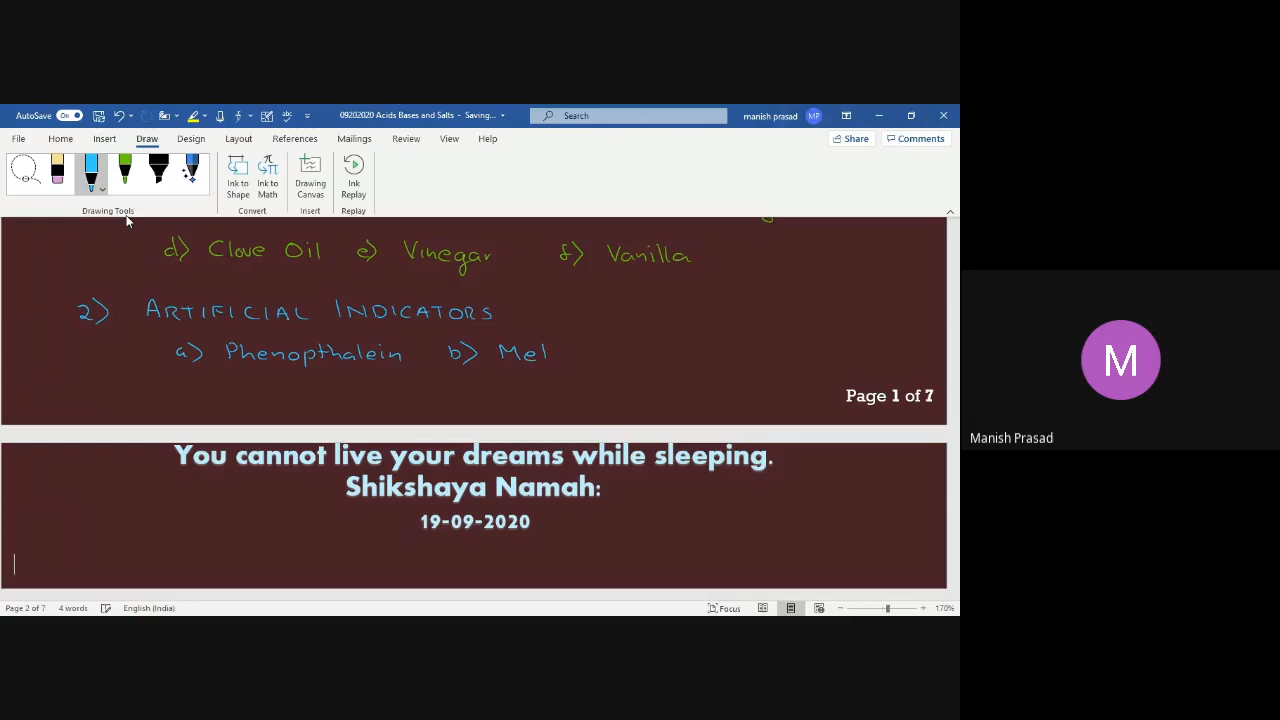 AutoSave On 09202020 Acids Bases and Salts - Saving... Search manish prasad MP
File Home Insert Draw Design Layout References Mailings Review View Help Share Comments
Ink to Shape Ink to Math Drawing Canvas Ink Replay
Drawing Tools Convert Insert Replay
d) Clove Oil e) Vinegar f) Vanilla
2) ARTIFICIAL INDICATORS
a) Phenopthalein b) Mel
Page 1 of 7
You cannot live your dreams while sleeping.
Shikshaya Namah:
19-09-2020
Page 2 of 7 4 words English (India) Focus 170%
M
Manish Prasad